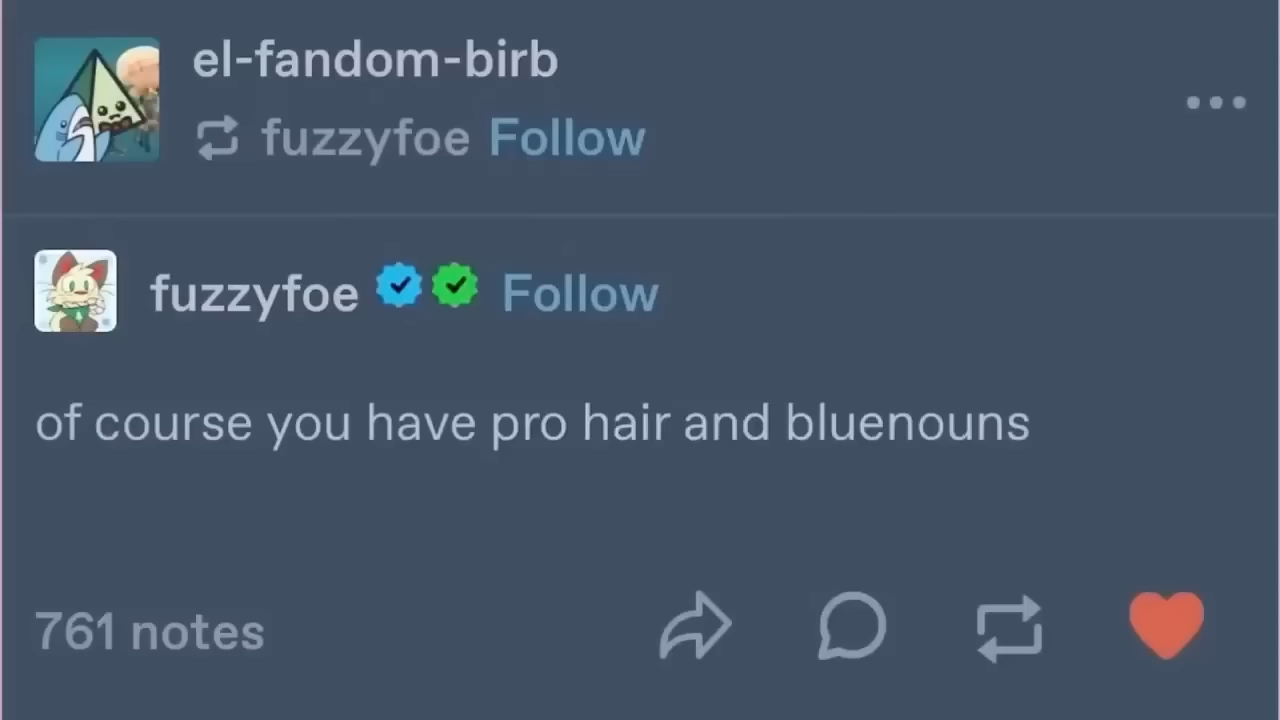 el-fandom-birb
fuzzyfoe Follow
fuzzyfoe Follow
of course you have pro hair and bluenouns
761 notes